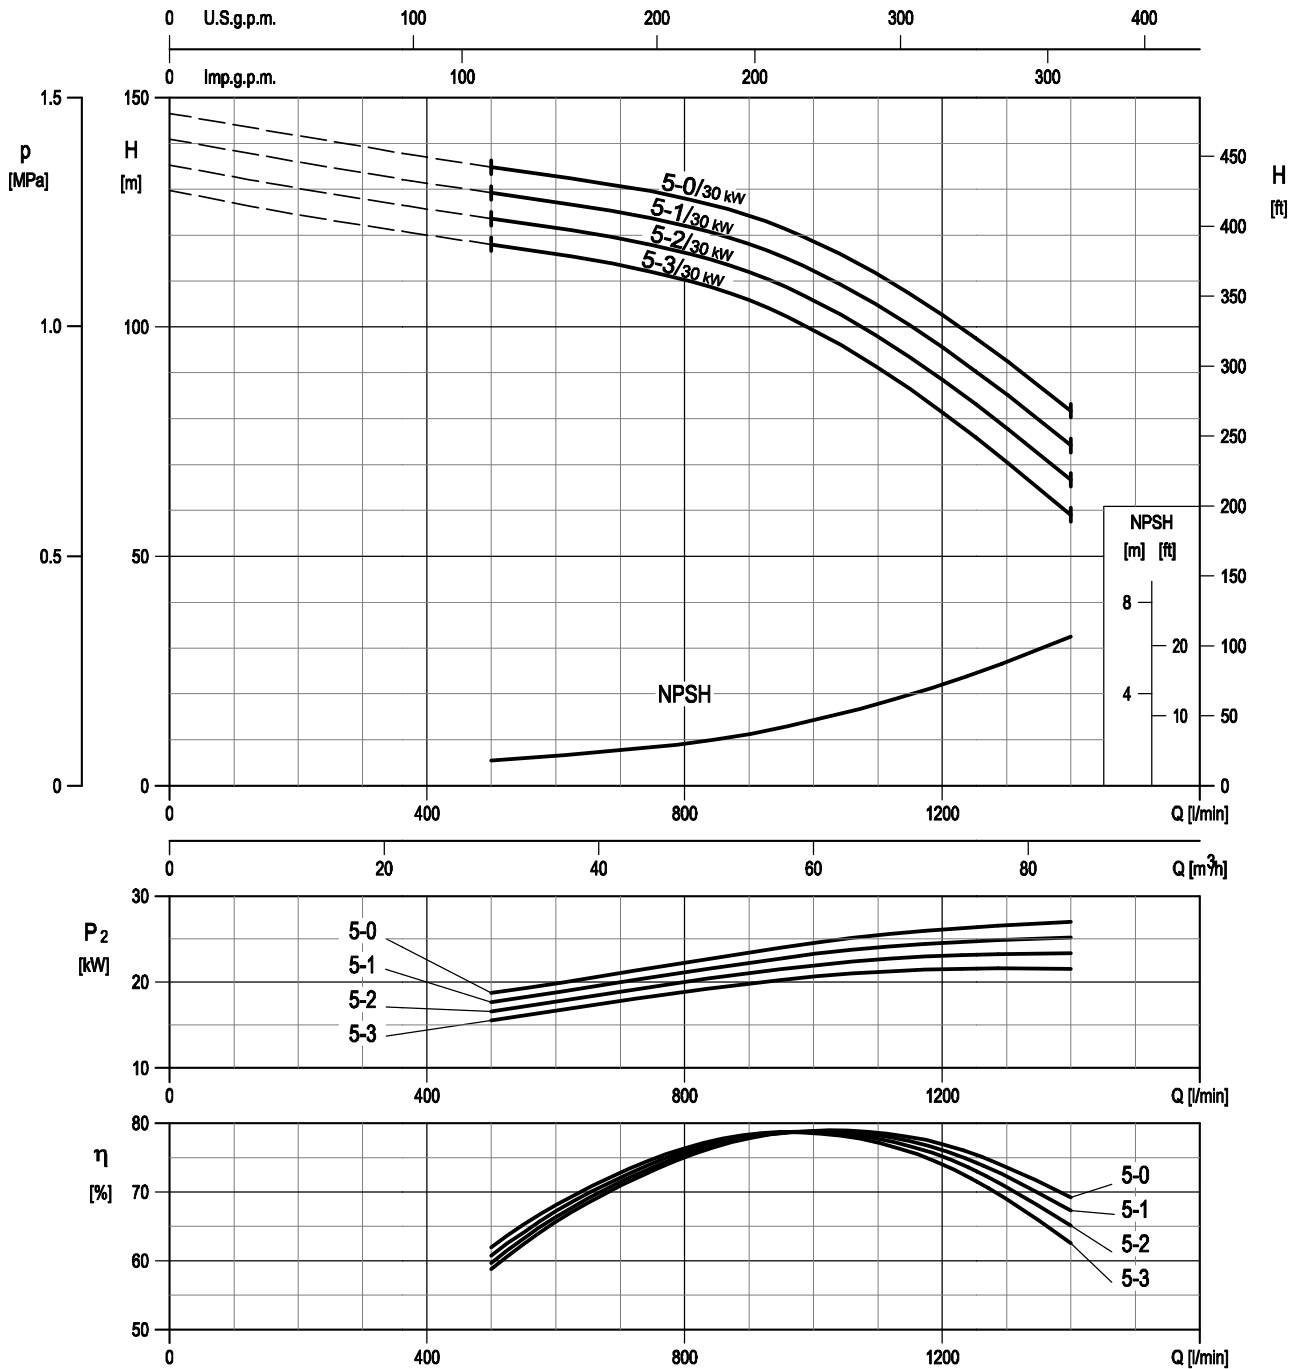 0 U.S.g.p.m. 100 200 300 400
0 Imp.g.p.m. 100 200 300
1.5 150
p H 450 H
[MPa] [m] [ft]
5-0/30 kW
5-1/30 kW
5-2/30 kW
5-3/30 kW
400
350
1.0 100
300
250
200
NPSH
[m] [ft]
0.5 50
150
8
20 100
NPSH
4
10 50
0 0 0
0 400 800 1200 Q [l/min]
0 20 40 60 80 Q [m³/h]
30
P2
[kW]
5-0
5-1
20
5-2
5-3
10
0 400 800 1200 Q [l/min]
80
η
[%]
70
5-0
5-1
5-2
60
5-3
50
0 400 800 1200 Q [l/min]